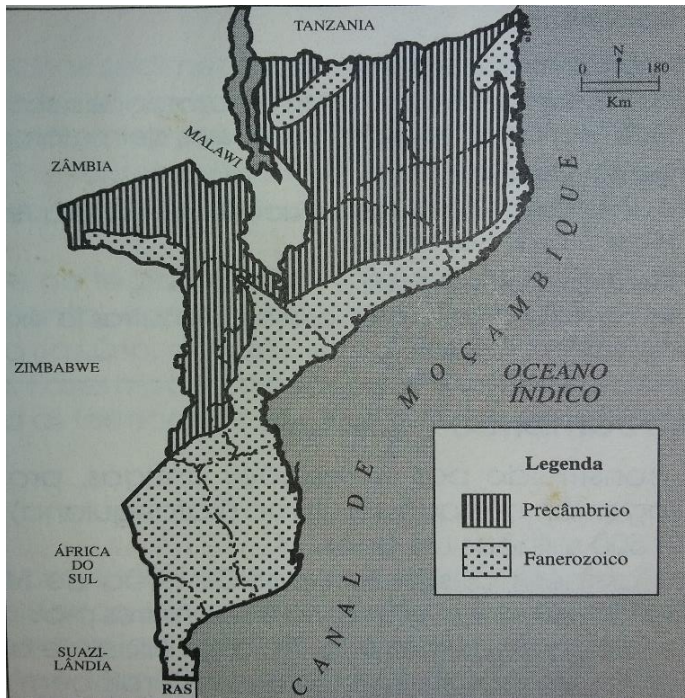 TANZANIA
N
0 180
Km
MALAWI
ZÂMBIA
ZIMBABWE
CANAL DE MOÇAMBIQUE
OCEANO
ÍNDICO
Legenda
Precâmbrico
Fanerozoico
ÁFRICA
DO
SUL
SUAZI-
LÂNDIA
RAS